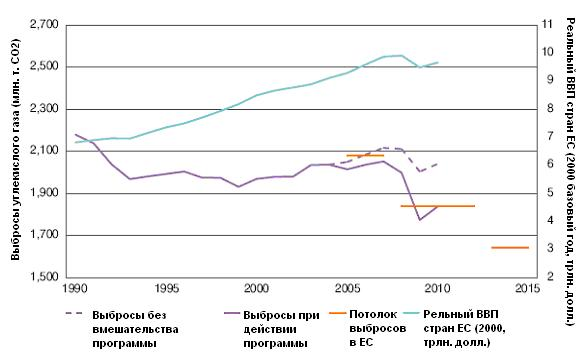 Выбросы углекислого газа (млн. т. CO2)
2,700
2,500
2,300
2,100
1,900
1,700
1,500
1990
1995
2000
2005
2010
2015
11
10
9
8
7
6
5
4
3
2
Реальный ВВП стран ЕС (2000 базовый год, трлн. долл.)
Выбросы без
вмешательства
программы
Выбросы при
действии
программы
Потолок
выбросов
в ЕС
Рельный ВВП
стран ЕС (2000,
трлн. долл.)